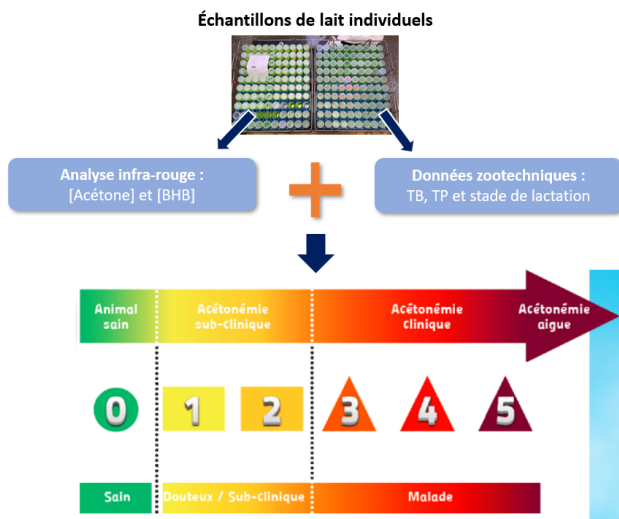 Échantillons de lait individuels
Analyse infra-rouge :
[Acétone] et [BHB]
Données zootechniques :
TB, TP et stade de lactation
Animal
sain
Acétonémie
sub-clinique
Acétonémie
clinique
Acétonémie
aigue
0 1 2 3 4 5
Sain Douteux / Sub-clinique Malade